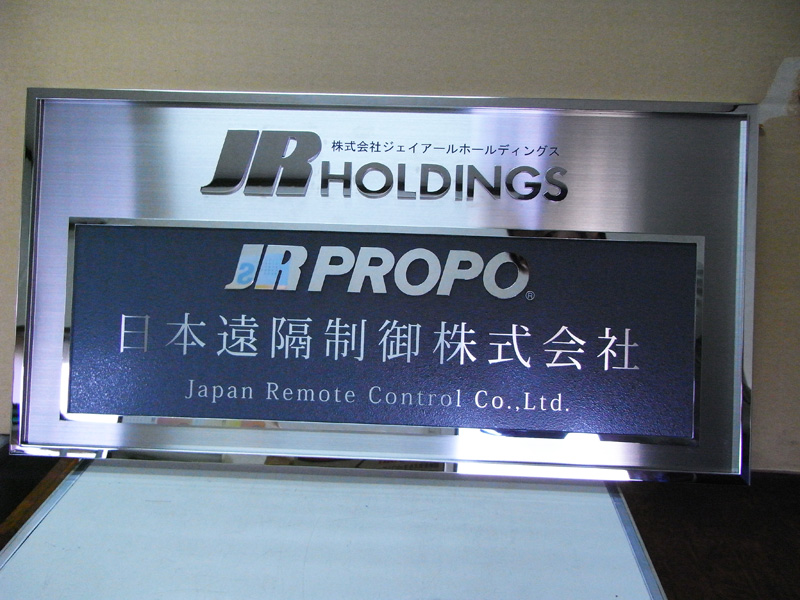 株式会社ジェイアールホールディングス
JR HOLDINGS
JR PROPO®
日本遠隔制御株式会社
Japan Remote Control Co.,Ltd.